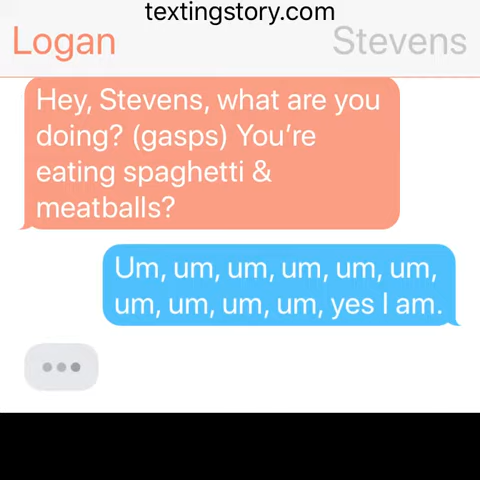 textingstory.com
Logan Stevens
Hey, Stevens, what are you
doing? (gasps) You’re
eating spaghetti &
meatballs?
Um, um, um, um, um, um,
um, um, um, um, yes I am.